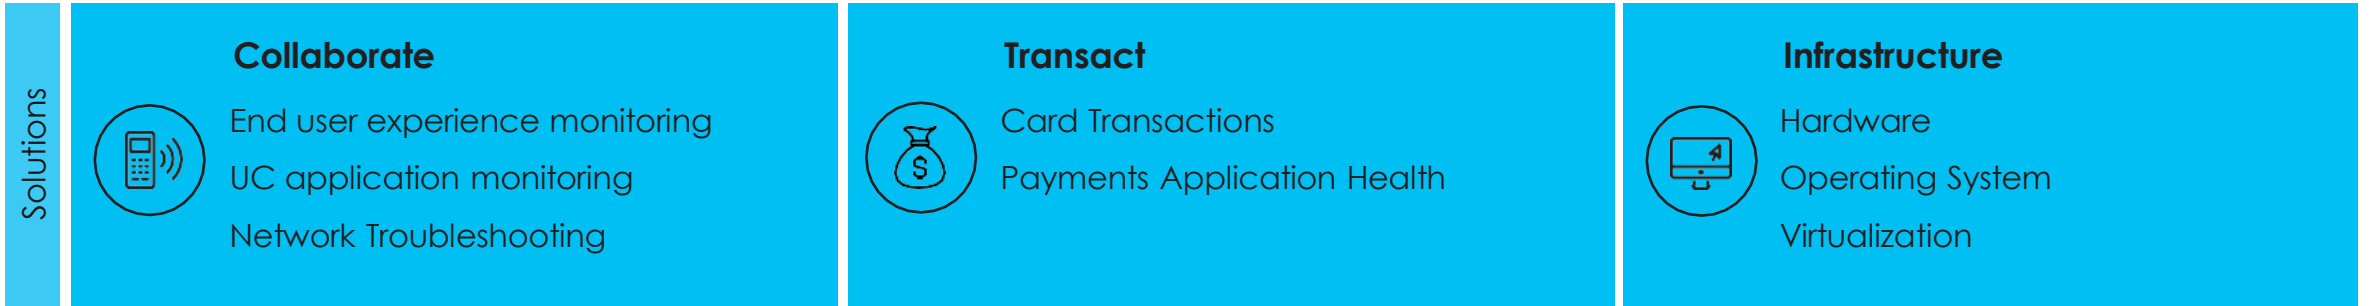 Solutions
Collaborate
End user experience monitoring
UC application monitoring
Network Troubleshooting
Transact
$
Card Transactions
Payments Application Health
Infrastructure
Hardware
Operating System
Virtualization